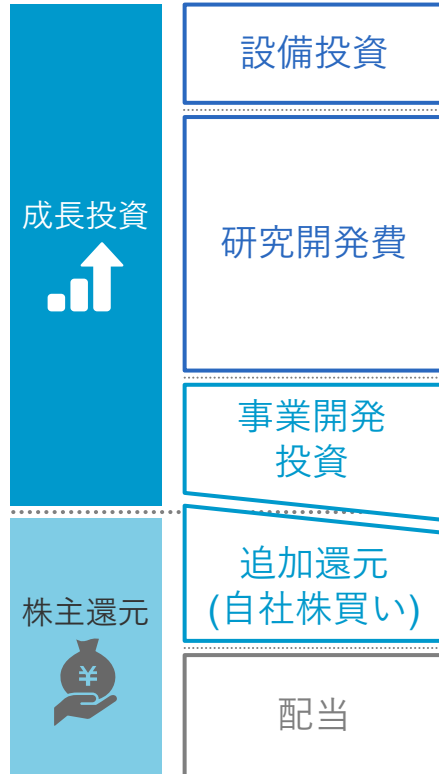 設備投資
成長投資
研究開発費
事業開発
投資
追加還元
(自社株買い)
株主還元
¥
配当